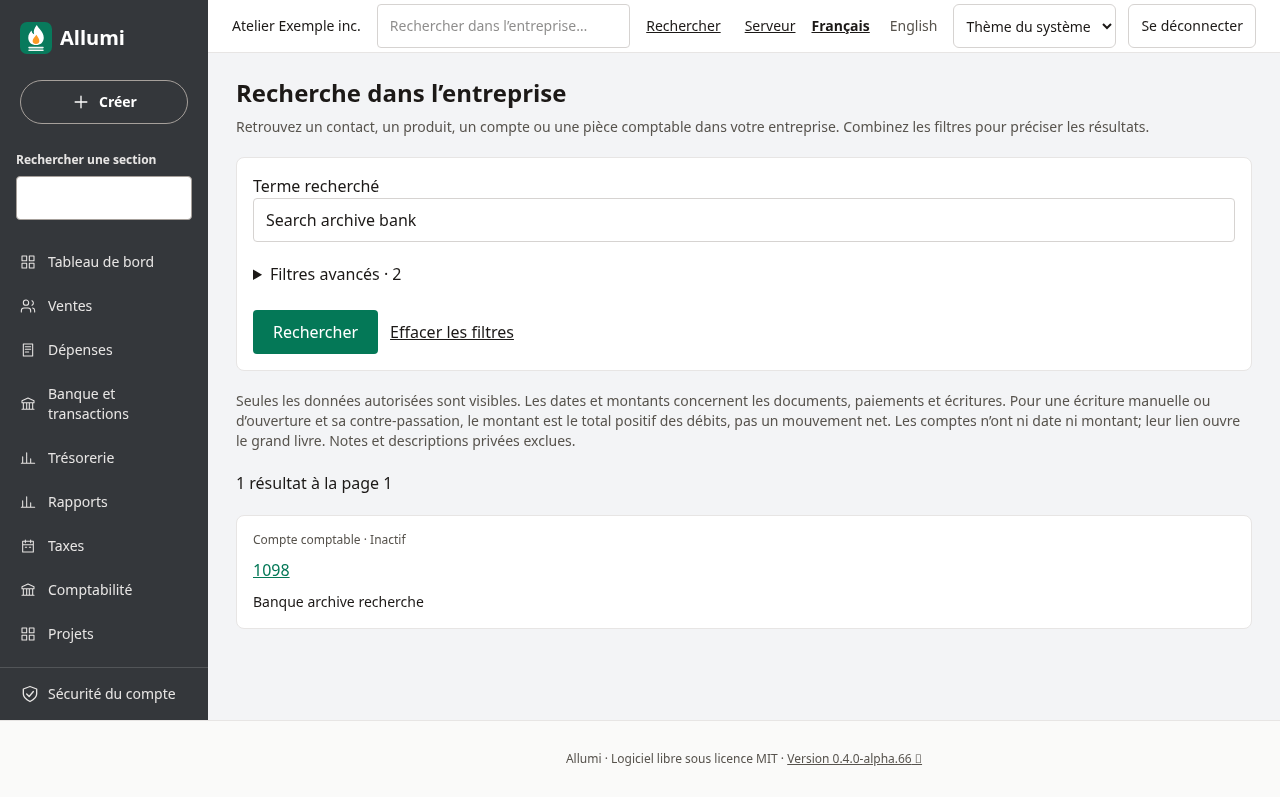 Allumi
Créer
Rechercher une section
Tableau de bord
Ventes
Dépenses
Banque et
transactions
Trésorerie
Rapports
Taxes
Comptabilité
Projets
Sécurité du compte
Atelier Exemple inc.
Rechercher dans l’entreprise…
Rechercher
Serveur
Français
English
Thème du système
Se déconnecter
Recherche dans l’entreprise
Retrouvez un contact, un produit, un compte ou une pièce comptable dans votre entreprise. Combinez les filtres pour préciser les résultats.
Terme recherché
Search archive bank
Filtres avancés · 2
Rechercher
Effacer les filtres
Seules les données autorisées sont visibles. Les dates et montants concernent les documents, paiements et écritures. Pour une écriture manuelle ou
d’ouverture et sa contre-passation, le montant est le total positif des débits, pas un mouvement net. Les comptes n’ont ni date ni montant; leur lien ouvre
le grand livre. Notes et descriptions privées exclues.
1 résultat à la page 1
Compte comptable · Inactif
1098
Banque archive recherche
Allumi · Logiciel libre sous licence MIT · Version 0.4.0-alpha.66